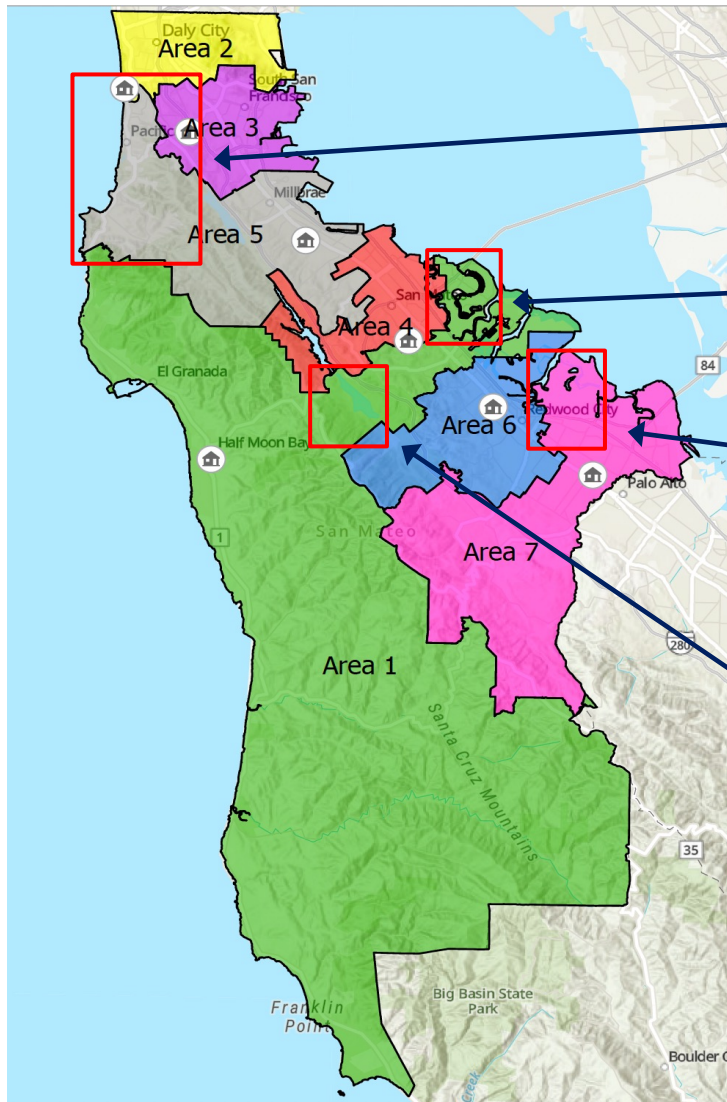 Daly City
Area 2
South San
Francisco
Pacific
Area 3
Millbrae
Area 5
San Mateo
Area 4
El Granada
84
Redwood City
Area 6
Half Moon Bay
Palo Alto
1
San Mateo
Area 7
280
Area 1
Santa Cruz Mountains
35
Big Basin State
Park
Franklin
Point
Boulder C
Creek